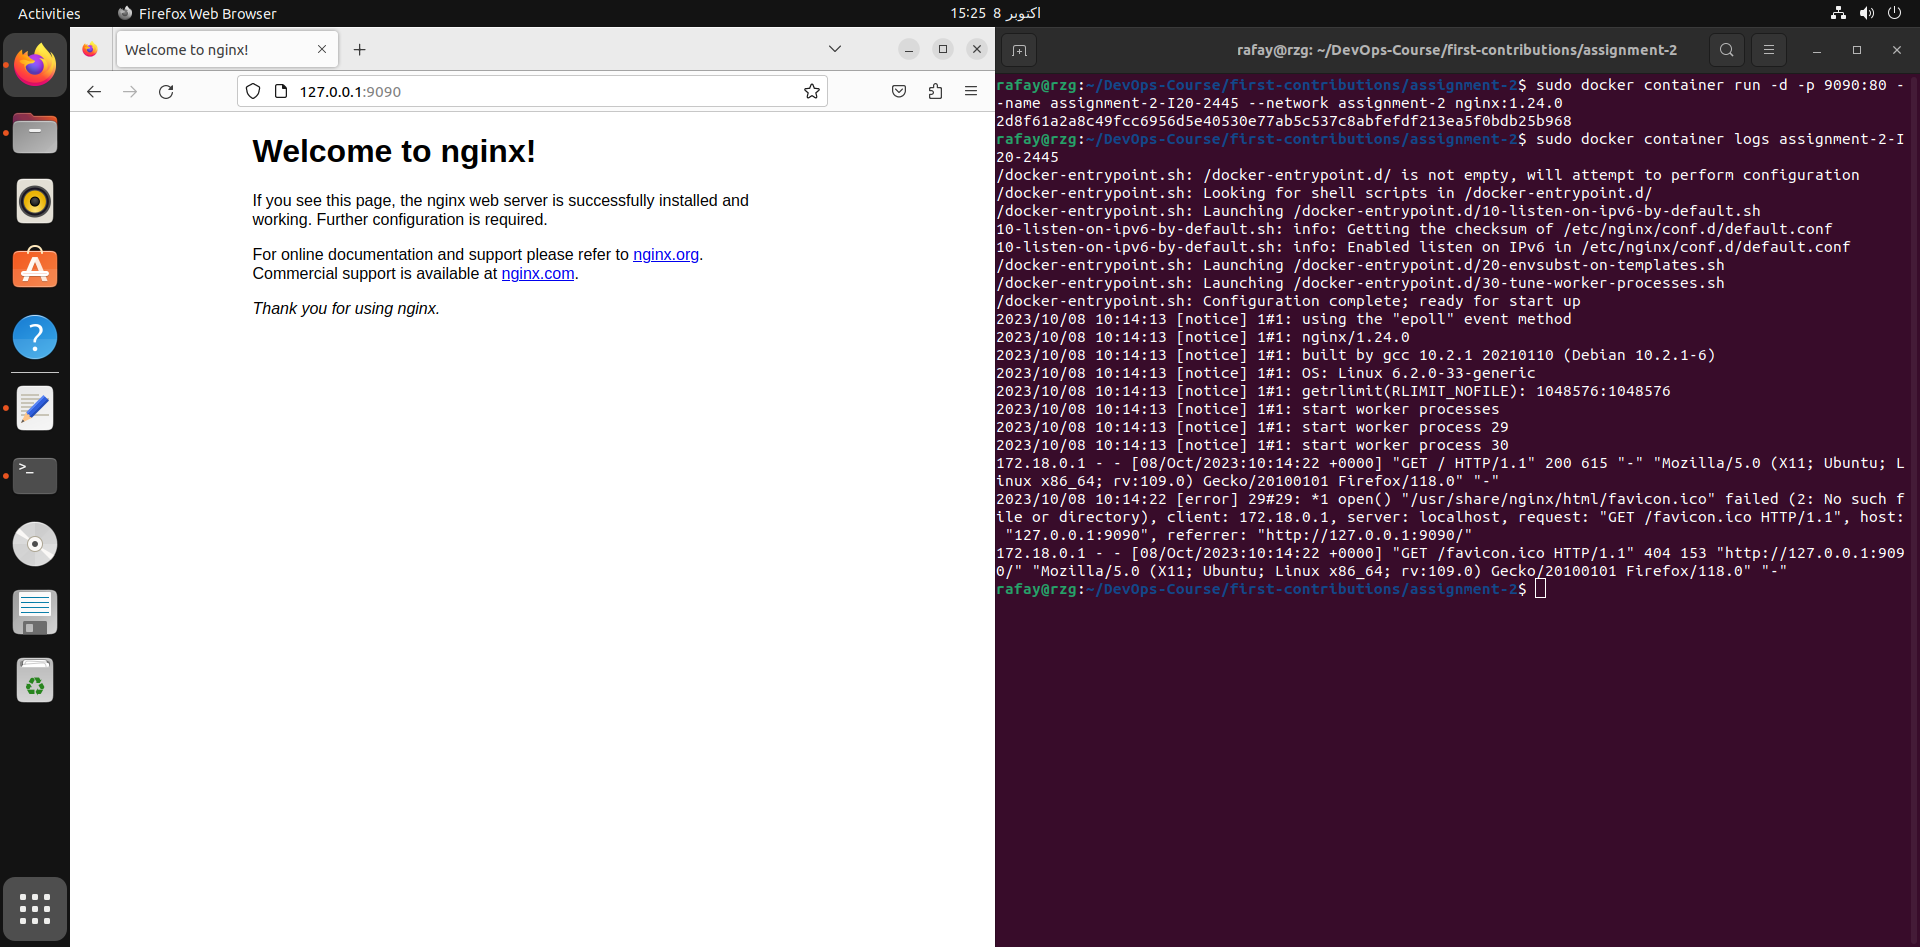 Activities
Firefox Web Browser
15:25 8 اکتوبر
Welcome to nginx!
127.0.0.1:9090
Welcome to nginx!
If you see this page, the nginx web server is successfully installed and
working. Further configuration is required.
For online documentation and support please refer to nginx.org.
Commercial support is available at nginx.com.
Thank you for using nginx.
rafay@rzg: ~/DevOps-Course/first-contributions/assignment-2
rafay@rzg:~/DevOps-Course/first-contributions/assignment-2$ sudo docker container run -d -p 9090:80 -
-name assignment-2-I20-2445 --network assignment-2 nginx:1.24.0
2d8f61a2a8c49fcc6956d5e40530e77ab5c537c8abfefdf213ea5f0bdb25b968
rafay@rzg:~/DevOps-Course/first-contributions/assignment-2$ sudo docker container logs assignment-2-I
20-2445
/docker-entrypoint.sh: /docker-entrypoint.d/ is not empty, will attempt to perform configuration
/docker-entrypoint.sh: Looking for shell scripts in /docker-entrypoint.d/
/docker-entrypoint.sh: Launching /docker-entrypoint.d/10-listen-on-ipv6-by-default.sh
10-listen-on-ipv6-by-default.sh: info: Getting the checksum of /etc/nginx/conf.d/default.conf
10-listen-on-ipv6-by-default.sh: info: Enabled listen on IPv6 in /etc/nginx/conf.d/default.conf
/docker-entrypoint.sh: Launching /docker-entrypoint.d/20-envsubst-on-templates.sh
/docker-entrypoint.sh: Launching /docker-entrypoint.d/30-tune-worker-processes.sh
/docker-entrypoint.sh: Configuration complete; ready for start up
2023/10/08 10:14:13 [notice] 1#1: using the "epoll" event method
2023/10/08 10:14:13 [notice] 1#1: nginx/1.24.0
2023/10/08 10:14:13 [notice] 1#1: built by gcc 10.2.1 20210110 (Debian 10.2.1-6)
2023/10/08 10:14:13 [notice] 1#1: OS: Linux 6.2.0-33-generic
2023/10/08 10:14:13 [notice] 1#1: getrlimit(RLIMIT_NOFILE): 1048576:1048576
2023/10/08 10:14:13 [notice] 1#1: start worker processes
2023/10/08 10:14:13 [notice] 1#1: start worker process 29
2023/10/08 10:14:13 [notice] 1#1: start worker process 30
172.18.0.1 - - [08/Oct/2023:10:14:22 +0000] "GET / HTTP/1.1" 200 615 "-" "Mozilla/5.0 (X11; Ubuntu; L
inux x86_64; rv:109.0) Gecko/20100101 Firefox/118.0" "-"
2023/10/08 10:14:22 [error] 29#29: *1 open() "/usr/share/nginx/html/favicon.ico" failed (2: No such f
ile or directory), client: 172.18.0.1, server: localhost, request: "GET /favicon.ico HTTP/1.1", host:
"127.0.0.1:9090", referrer: "http://127.0.0.1:9090/"
172.18.0.1 - - [08/Oct/2023:10:14:22 +0000] "GET /favicon.ico HTTP/1.1" 404 153 "http://127.0.0.1:909
0/" "Mozilla/5.0 (X11; Ubuntu; Linux x86_64; rv:109.0) Gecko/20100101 Firefox/118.0" "-"
rafay@rzg:~/DevOps-Course/first-contributions/assignment-2$